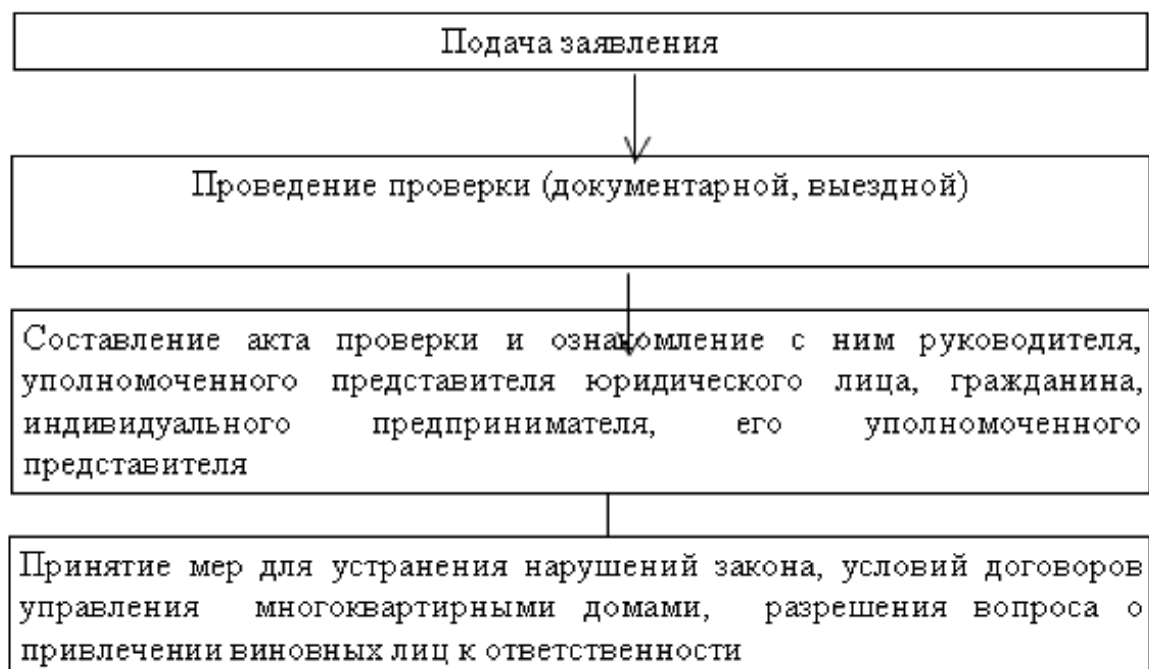 Подача заявления
Проведение проверки (документарной, выездной)
Составление акта проверки и ознакомление с ним руководителя,
уполномоченного представителя юридического лица, гражданина,
индивидуального предпринимателя, его уполномоченного
представителя
Принятие мер для устранения нарушений закона, условий договоров
управления многоквартирными домами, разрешения вопроса о
привлечении виновных лиц к ответственности